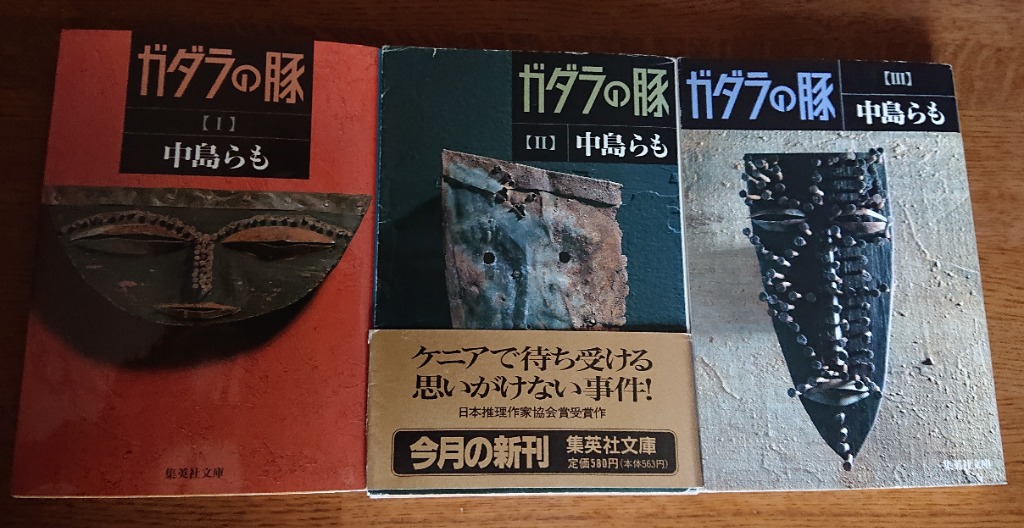 ガダラの豚
【I】
中島らも
集英社文庫
ガダラの豚
【II】
中島らも
ケニアで待ち受ける
思いがけない事件!
日本推理作家協会賞受賞作
今月の新刊
集英社文庫
定価580円(本体563円)
ガダラの豚
【III】
中島らも
集英社文庫